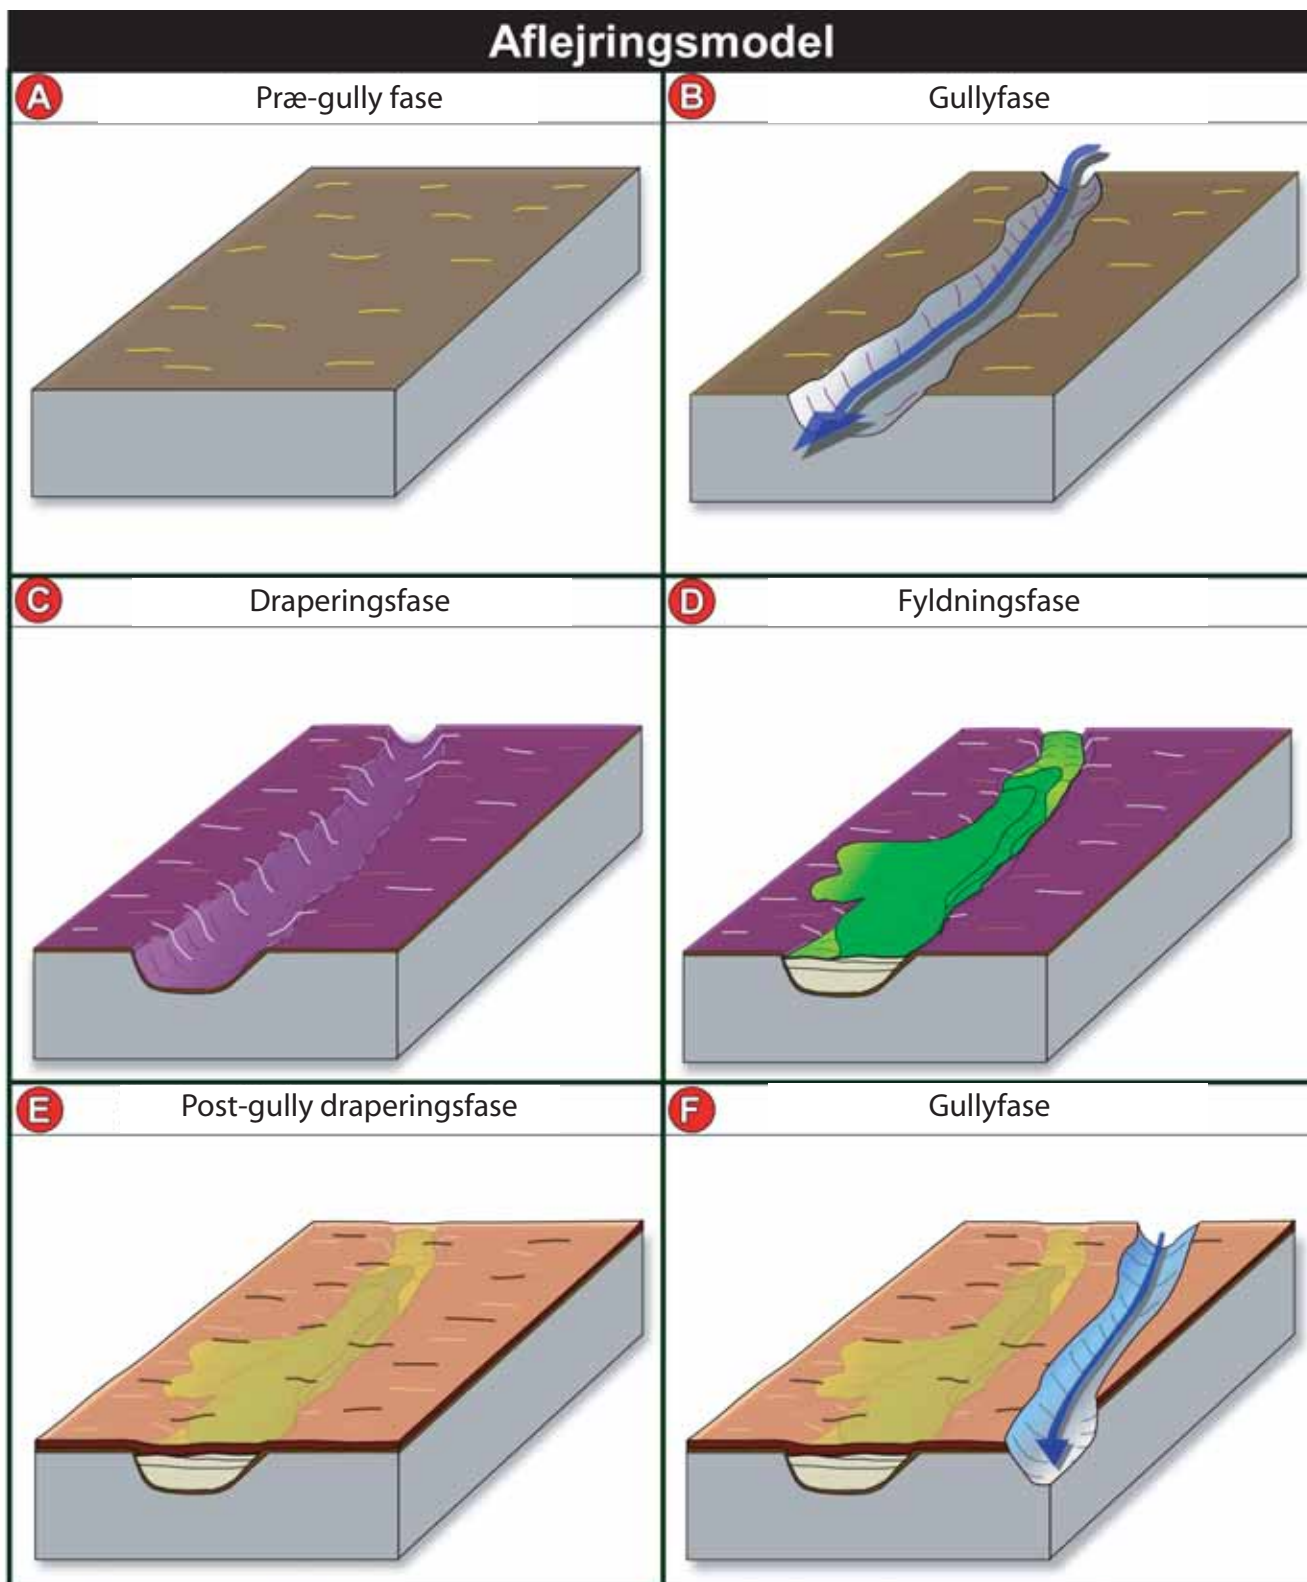 Aflejringsmodel
A Præ-gully fase
B Gullyfase
C Draperingsfase
D Fyldningsfase
E Post-gully draperingsfase
F Gullyfase